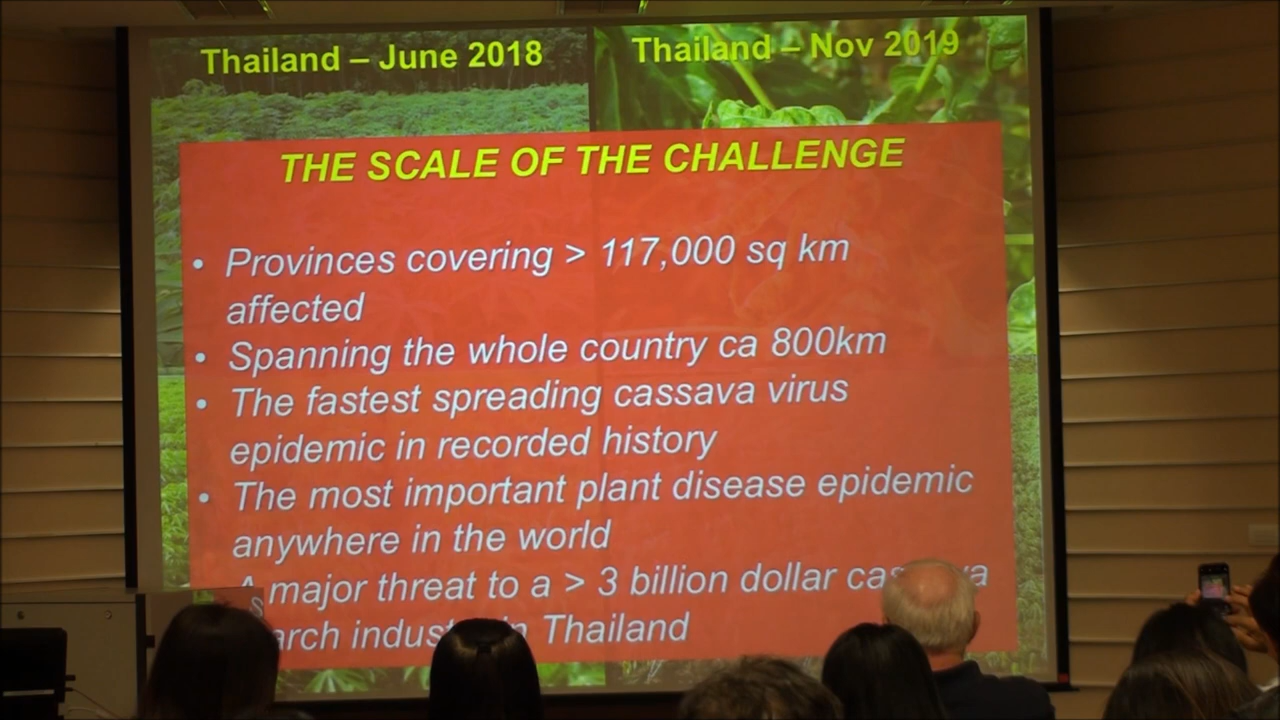 Thailand – June 2018
Thailand – Nov 2019
THE SCALE OF THE CHALLENGE
• Provinces covering > 117,000 sq km
affected
• Spanning the whole country ca 800km
• The fastest spreading cassava virus
epidemic in recorded history
• The most important plant disease epidemic
anywhere in the world
A major threat to a > 3 billion dollar cassava
in Thailand